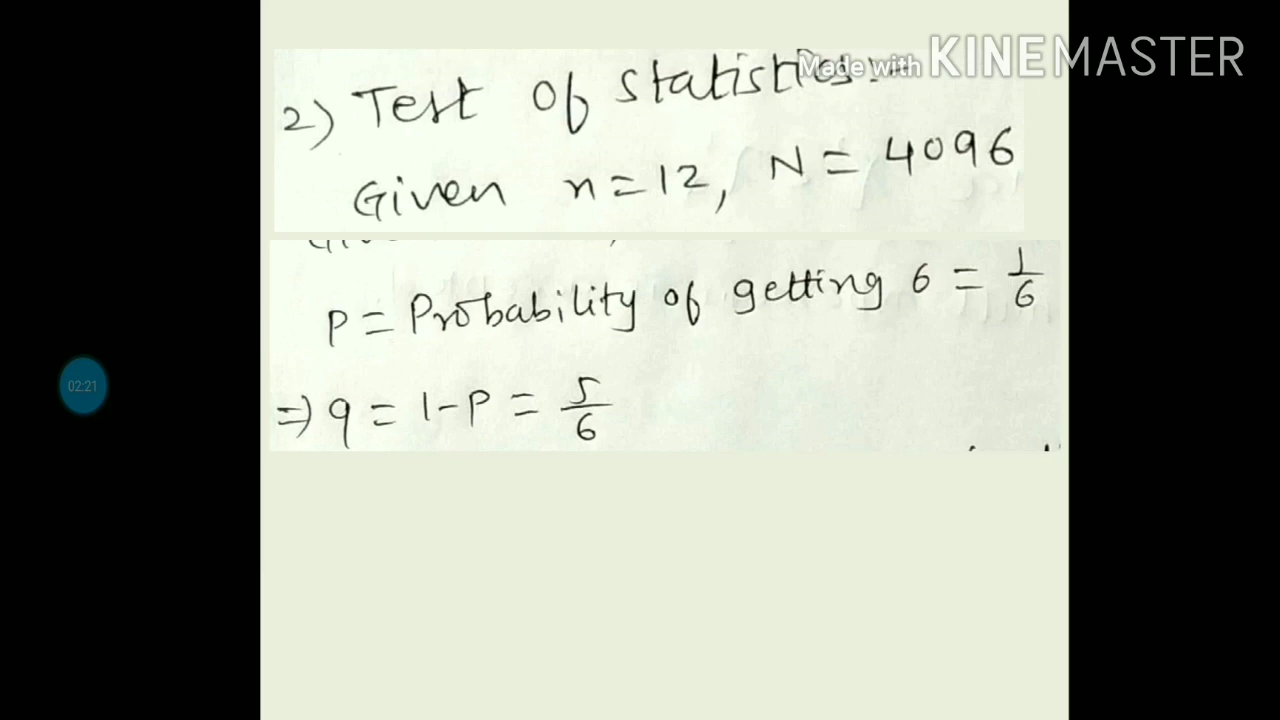 Made with KINEMASTER
2) Test of statistics:-
Given n=12, N = 4096
P = Probability of getting 6 = 1/6
⇒ q = 1-P = 5/6
02:21